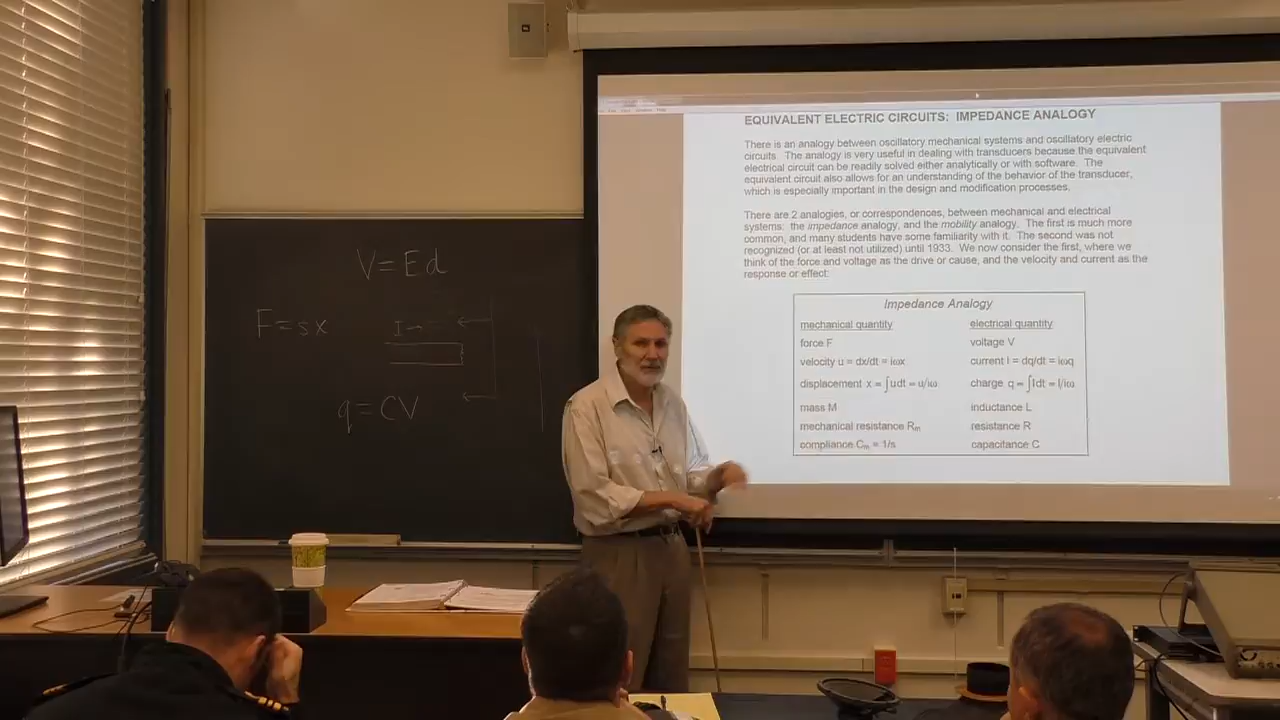 V=Ed
F=sx
I→
q=CV
EQUIVALENT ELECTRIC CIRCUITS: IMPEDANCE ANALOGY
There is an analogy between oscillatory mechanical systems and oscillatory electric
circuits. The analogy is very useful in dealing with transducers because the equivalent
electrical circuit can be readily solved either analytically or with software. The
equivalent circuit also allows for an understanding of the behavior of the transducer,
which is especially important in the design and modification processes.
There are 2 analogies, or correspondences, between mechanical and electrical
systems: the impedance analogy, and the mobility analogy. The first is much more
common, and many students have some familiarity with it. The second was not
recognized (or at least not utilized) until 1933. We now consider the first, where we
think of the force and voltage as the drive or cause, and the velocity and current as the
response or effect:
Impedance Analogy
mechanical quantity electrical quantity
force F voltage V
velocity u = dx/dt = iωx current I = dq/dt = iωq
displacement x = ∫udt = u/iω charge q = ∫Idt = I/iω
mass M inductance L
mechanical resistance Rm resistance R
compliance Cm = 1/s capacitance C